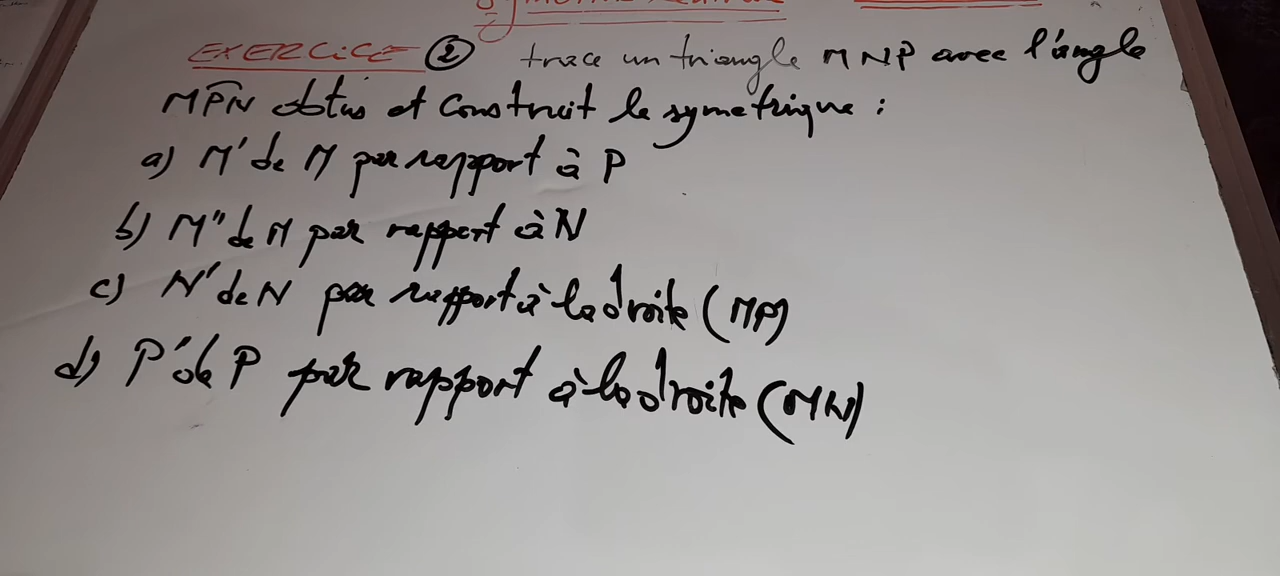 EXERCICE ② trace un triangle MNP avec l'angle
MPN obtus et construit le symetrique :
a) M' de M par rapport à P
b) M" de M par rapport à N
c) N' de N par rapport à la droite (MP)
d) P' de P par rapport à la droite (MN)